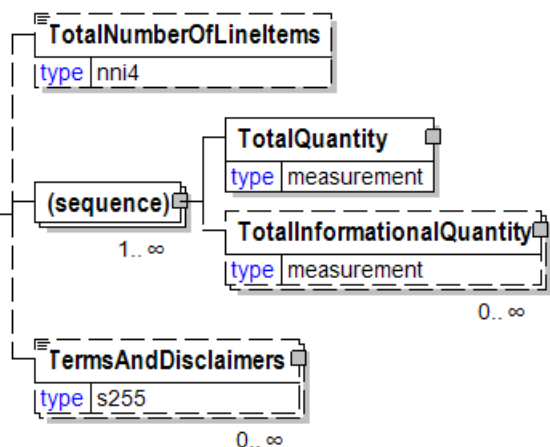 TotalNumberOfLineItems
type nni4
TotalQuantity
type measurement
(sequence)
1.. ∞
TotalInformationalQuantity
type measurement
0.. ∞
TermsAndDisclaimers
type s255
0.. ∞